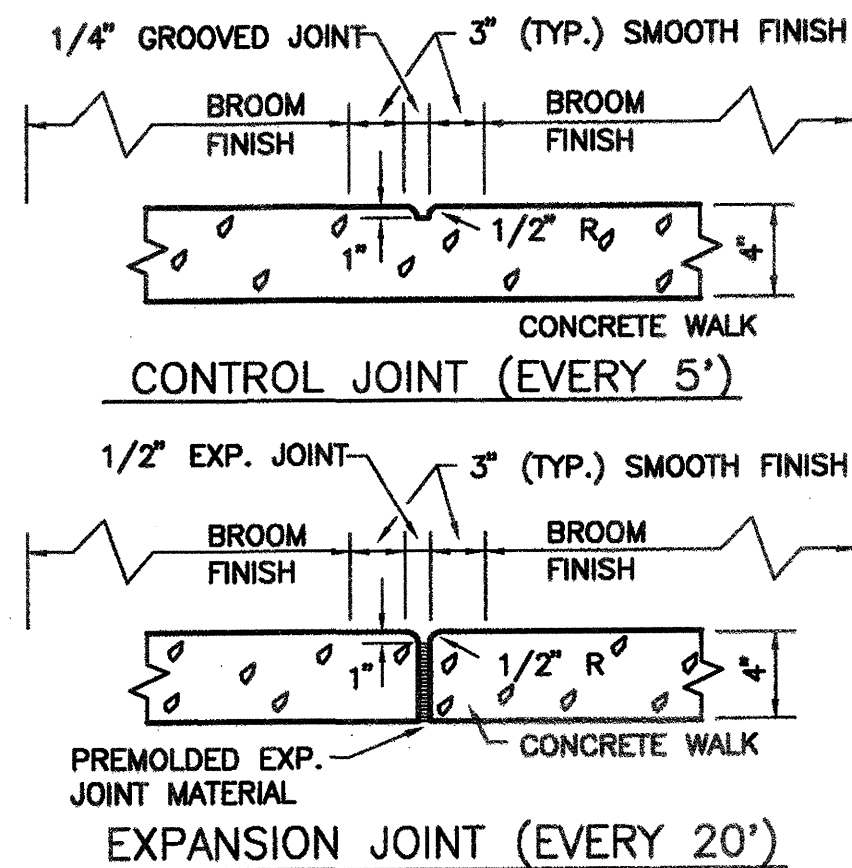 1/4" GROOVED JOINT
3" (TYP.) SMOOTH FINISH
BROOM
FINISH
BROOM
FINISH
1"
1/2" R
4"
CONCRETE WALK
CONTROL JOINT (EVERY 5')
1/2" EXP. JOINT
3" (TYP.) SMOOTH FINISH
BROOM
FINISH
BROOM
FINISH
1"
1/2" R
4"
PREMOLDED EXP.
JOINT MATERIAL
CONCRETE WALK
EXPANSION JOINT (EVERY 20')